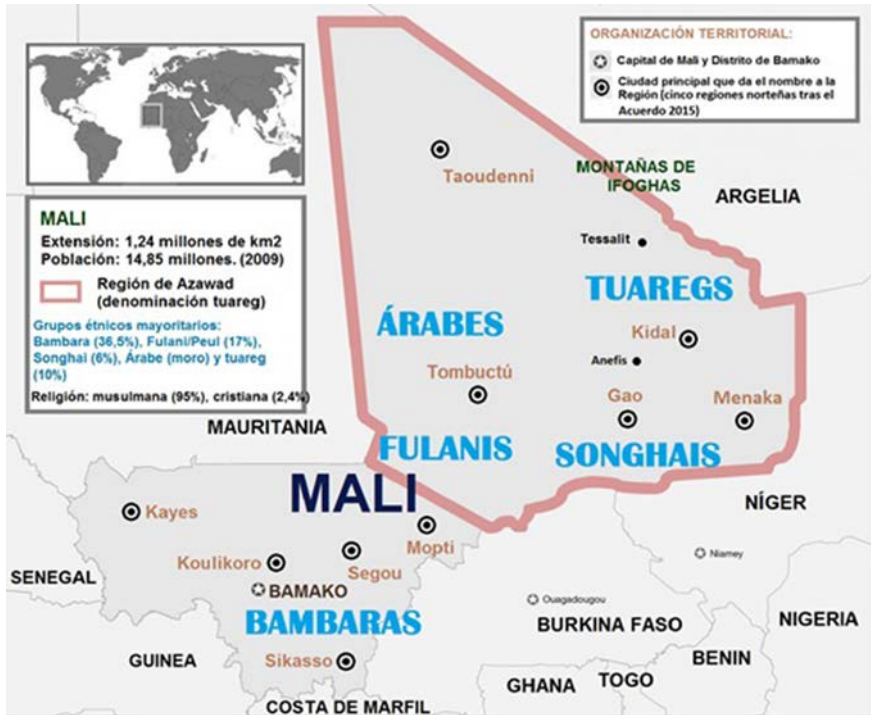 ORGANIZACIÓN TERRITORIAL:
Capital de Mali y Distrito de Bamako
Ciudad principal que da el nombre a la
Región (cinco regiones norteñas tras el
Acuerdo 2015)
MALI
Extensión: 1,24 millones de km2
Población: 14,85 millones. (2009)
Región de Azawad
(denominación tuareg)
Grupos étnicos mayoritarios:
Bambara (36,5%), Fulani/Peul (17%),
Songhai (6%), Árabe (moro) y tuareg
(10%)
Religión: musulmana (95%), cristiana (2,4%)
Taoudenni
MONTAÑAS DE
IFOGHAS
ARGELIA
Tessalit
TUAREGS
ÁRABES
Kidal
Anefis
Tombuctú
Gao
Menaka
MAURITANIA
FULANIS
SONGHAIS
MALI
NÍGER
Kayes
Mopti
Koulikoro
Segou
Niamey
SENEGAL
BAMAKO
Ouagadougou
BAMBARAS
BURKINA FASO
NIGERIA
GUINEA
Sikasso
BENIN
GHANA
TOGO
COSTA DE MARFIL